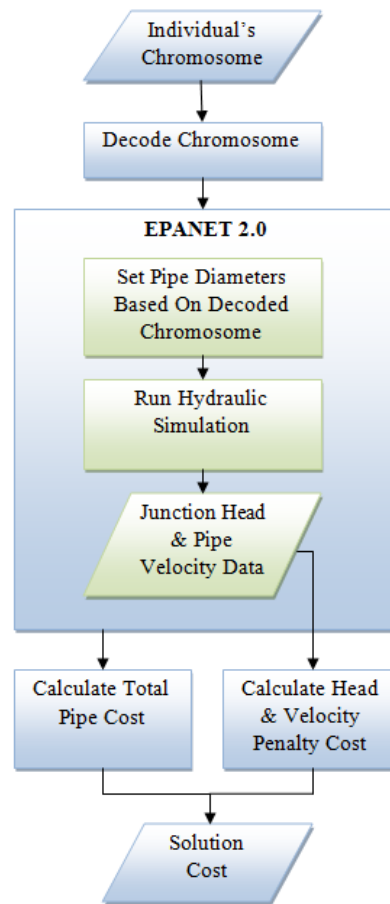 Individual's
Chromosome
Decode Chromosome
EPANET 2.0
Set Pipe Diameters
Based On Decoded
Chromosome
Run Hydraulic
Simulation
Junction Head
& Pipe
Velocity Data
Calculate Total
Pipe Cost
Calculate Head
& Velocity
Penalty Cost
Solution
Cost